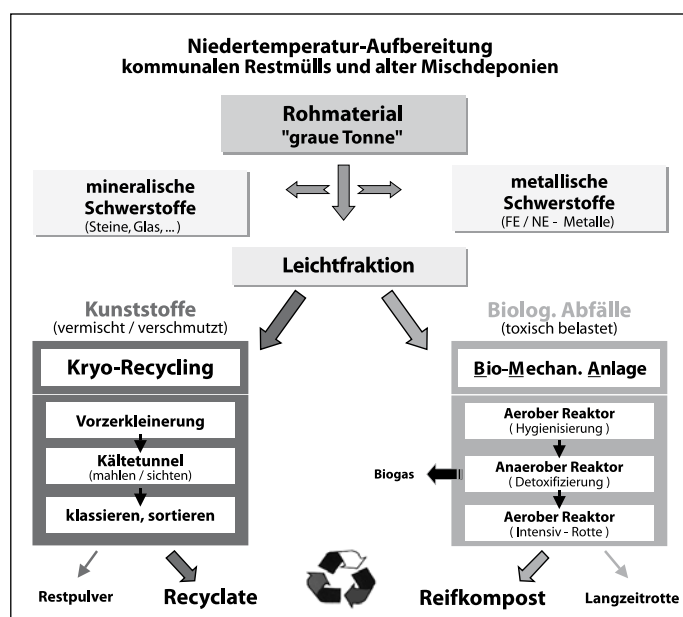 Niedertemperatur-Aufbereitung
kommunalen Restmülls und alter Mischdeponien
Rohmaterial
"graue Tonne"
mineralische
Schwerstoffe
(Steine, Glas, ... )
metallische
Schwerstoffe
(FE / NE - Metalle)
Leichtfraktion
Kunststoffe
(vermischt / verschmutzt)
Kryo-Recycling
Vorzerkleinerung
Kältetunnel
(mahlen / sichten)
klassieren, sortieren
Restpulver
Recyclate
Biolog. Abfälle
(toxisch belastet)
Bio-Mechan. Anlage
Aerober Reaktor
( Hygienisierung )
Biogas
Anaerober Reaktor
( Detoxifizierung )
Aerober Reaktor
( Intensiv - Rotte )
Reifkompost
Langzeitrotte